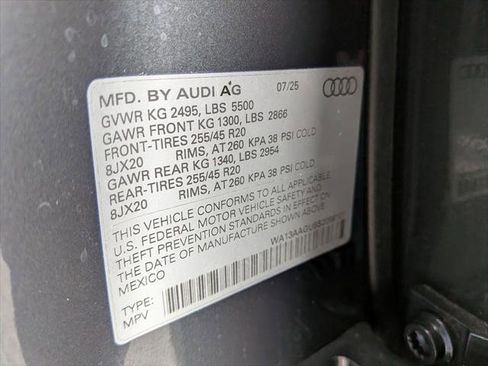 MFD. BY AUDI AG 07/25
GVWR KG 2495, LBS 5500
GAWR FRONT KG 1300, LBS 2866
FRONT-TIRES 255/45 R20
8JX20 RIMS, AT 260 KPA 38 PSI COLD
GAWR REAR KG 1340, LBS 2954
REAR-TIRES 255/45 R20
8JX20 RIMS, AT 260 KPA 38 PSI COLD
THIS VEHICLE CONFORMS TO ALL APPLICABLE
U.S. FEDERAL MOTOR VEHICLE SAFETY AND
THEFT PREVENTION STANDARDS IN EFFECT ON
THE DATE OF MANUFACTURE SHOWN ABOVE.
MEXICO
TYPE:
MPV